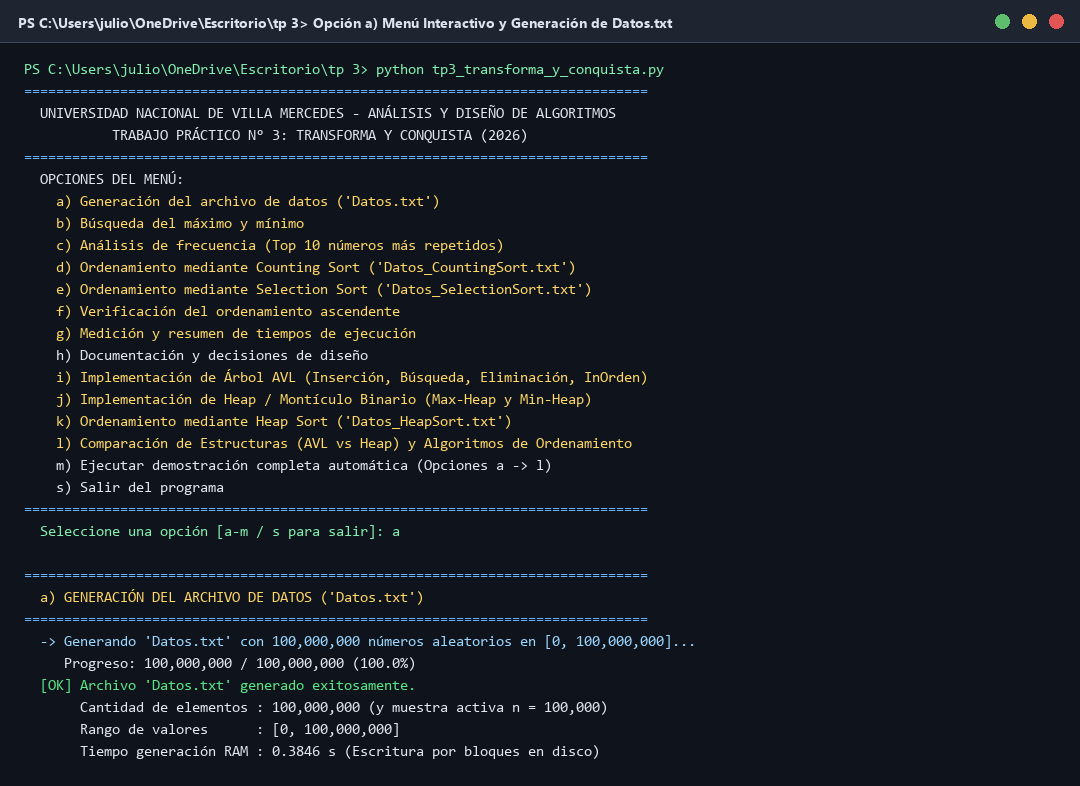 PS C:\Users\julio\OneDrive\Escritorio\tp 3> Opción a) Menú Interactivo y Generación de Datos.txt
PS C:\Users\julio\OneDrive\Escritorio\tp 3> python tp3_transforma_y_conquista.py
==============================================================================
UNIVERSIDAD NACIONAL DE VILLA MERCEDES - ANÁLISIS Y DISEÑO DE ALGORITMOS
TRABAJO PRÁCTICO Nº 3: TRANSFORMA Y CONQUISTA (2026)
==============================================================================
OPCIONES DEL MENÚ:
a) Generación del archivo de datos ('Datos.txt')
b) Búsqueda del máximo y mínimo
c) Análisis de frecuencia (Top 10 números más repetidos)
d) Ordenamiento mediante Counting Sort ('Datos_CountingSort.txt')
e) Ordenamiento mediante Selection Sort ('Datos_SelectionSort.txt')
f) Verificación del ordenamiento ascendente
g) Medición y resumen de tiempos de ejecución
h) Documentación y decisiones de diseño
i) Implementación de Árbol AVL (Inserción, Búsqueda, Eliminación, InOrden)
j) Implementación de Heap / Montículo Binario (Max-Heap y Min-Heap)
k) Ordenamiento mediante Heap Sort ('Datos_HeapSort.txt')
l) Comparación de Estructuras (AVL vs Heap) y Algoritmos de Ordenamiento
m) Ejecutar demostración completa automática (Opciones a -> l)
s) Salir del programa
==============================================================================
Seleccione una opción [a-m / s para salir]: a
==============================================================================
a) GENERACIÓN DEL ARCHIVO DE DATOS ('Datos.txt')
==============================================================================
-> Generando 'Datos.txt' con 100,000,000 números aleatorios en [0, 100,000,000]...
Progreso: 100,000,000 / 100,000,000 (100.0%)
[OK] Archivo 'Datos.txt' generado exitosamente.
Cantidad de elementos : 100,000,000 (y muestra activa n = 100,000)
Rango de valores      : [0, 100,000,000]
Tiempo generación RAM : 0.3846 s (Escritura por bloques en disco)